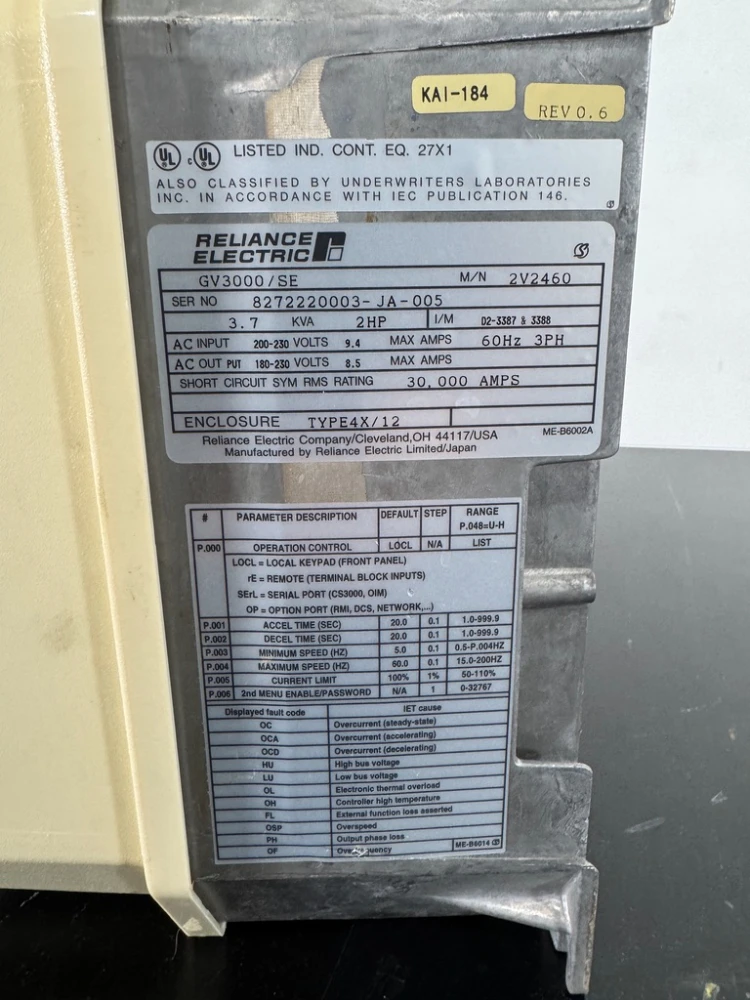 KAI-184
REV 0.6
UL c UL LISTED IND. CONT. EQ. 27X1
ALSO CLASSIFIED BY UNDERWRITERS LABORATORIES
INC. IN ACCORDANCE WITH IEC PUBLICATION 146.
RELIANCE
ELECTRIC
GV3000/SE M/N 2V2460
SER NO 8272220003-JA-005
3.7 KVA 2HP I/M D2-3387 & 3388
AC INPUT 200-230 VOLTS 9.4 MAX AMPS 60Hz 3PH
AC OUT PUT 180-230 VOLTS 8.5 MAX AMPS
SHORT CIRCUIT SYM RMS RATING 30,000 AMPS
ENCLOSURE TYPE4X/12
Reliance Electric Company/Cleveland,OH 44117/USA ME-B6002A
Manufactured by Reliance Electric Limited/Japan
# PARAMETER DESCRIPTION DEFAULT STEP RANGE
P.048=U-H
P.000 OPERATION CONTROL LOCL N/A LIST
LOCL = LOCAL KEYPAD (FRONT PANEL)
rE = REMOTE (TERMINAL BLOCK INPUTS)
SErL = SERIAL PORT (CS3000, OIM)
OP = OPTION PORT (RMI, DCS, NETWORK,...)
P.001 ACCEL TIME (SEC) 20.0 0.1 1.0-999.9
P.002 DECEL TIME (SEC) 20.0 0.1 1.0-999.9
P.003 MINIMUM SPEED (HZ) 5.0 0.1 0.5-P.004HZ
P.004 MAXIMUM SPEED (HZ) 60.0 0.1 15.0-200HZ
P.005 CURRENT LIMIT 100% 1% 50-110%
P.006 2nd MENU ENABLE/PASSWORD N/A 1 0-32767
Displayed fault code IET cause
OC Overcurrent (steady-state)
OCA Overcurrent (accelerating)
OCD Overcurrent (decelerating)
HU High bus voltage
LU Low bus voltage
OL Electronic thermal overload
OH Controller high temperature
FL External function loss asserted
OSP Overspeed
PH Output phase loss ME-B6014
OF